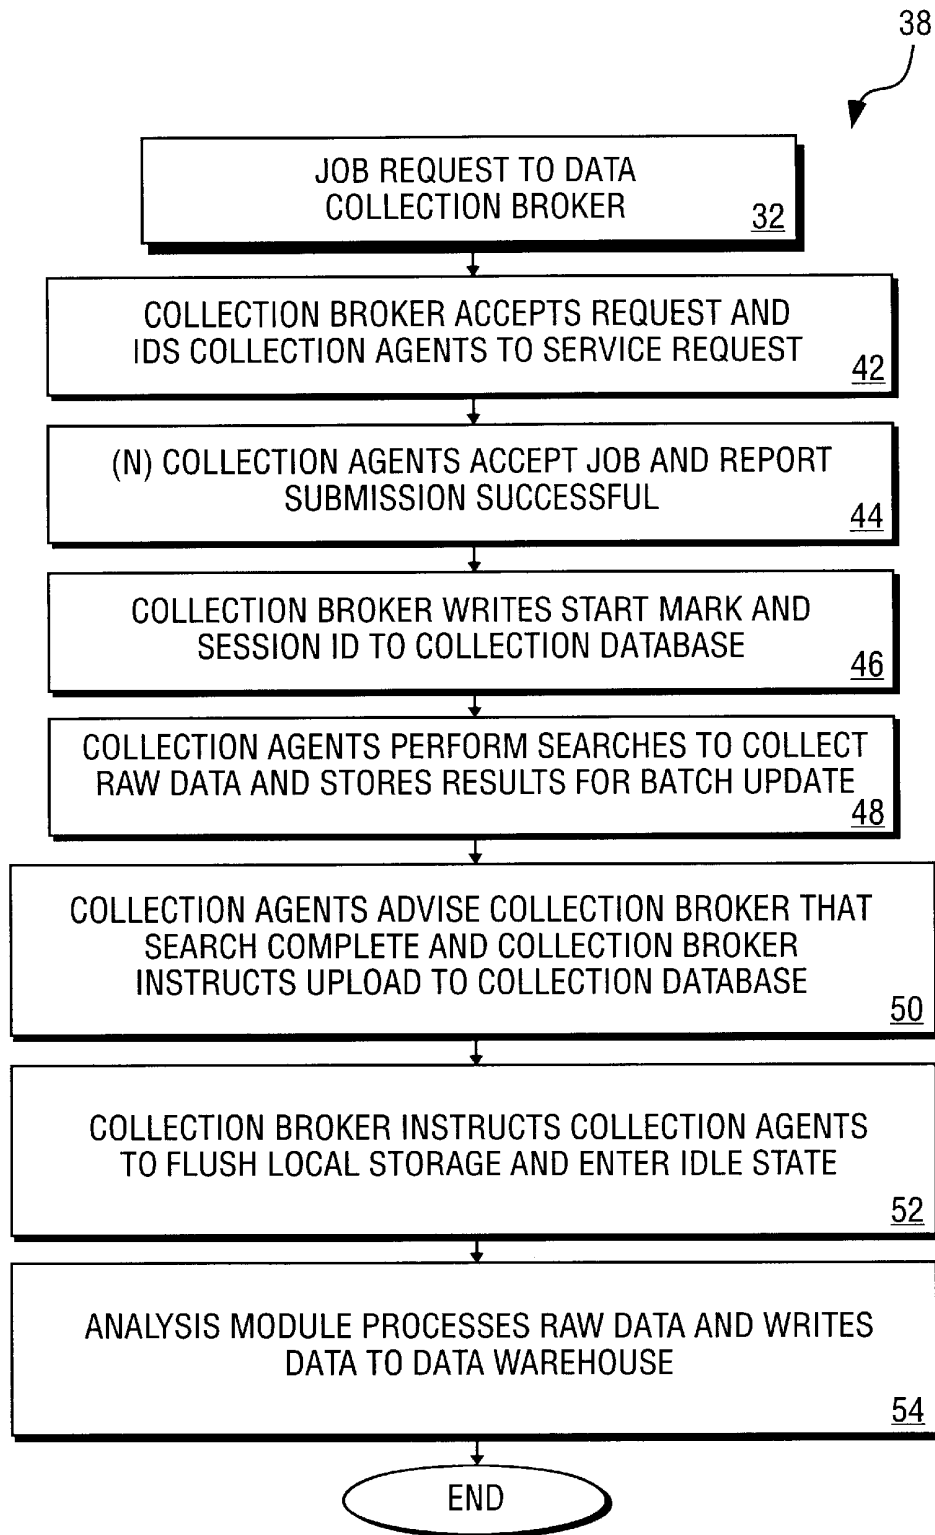 38
JOB REQUEST TO DATA
COLLECTION BROKER
32
COLLECTION BROKER ACCEPTS REQUEST AND
IDS COLLECTION AGENTS TO SERVICE REQUEST
42
(N) COLLECTION AGENTS ACCEPT JOB AND REPORT
SUBMISSION SUCCESSFUL
44
COLLECTION BROKER WRITES START MARK AND
SESSION ID TO COLLECTION DATABASE
46
COLLECTION AGENTS PERFORM SEARCHES TO COLLECT
RAW DATA AND STORES RESULTS FOR BATCH UPDATE
48
COLLECTION AGENTS ADVISE COLLECTION BROKER THAT
SEARCH COMPLETE AND COLLECTION BROKER
INSTRUCTS UPLOAD TO COLLECTION DATABASE
50
COLLECTION BROKER INSTRUCTS COLLECTION AGENTS
TO FLUSH LOCAL STORAGE AND ENTER IDLE STATE
52
ANALYSIS MODULE PROCESSES RAW DATA AND WRITES
DATA TO DATA WAREHOUSE
54
END